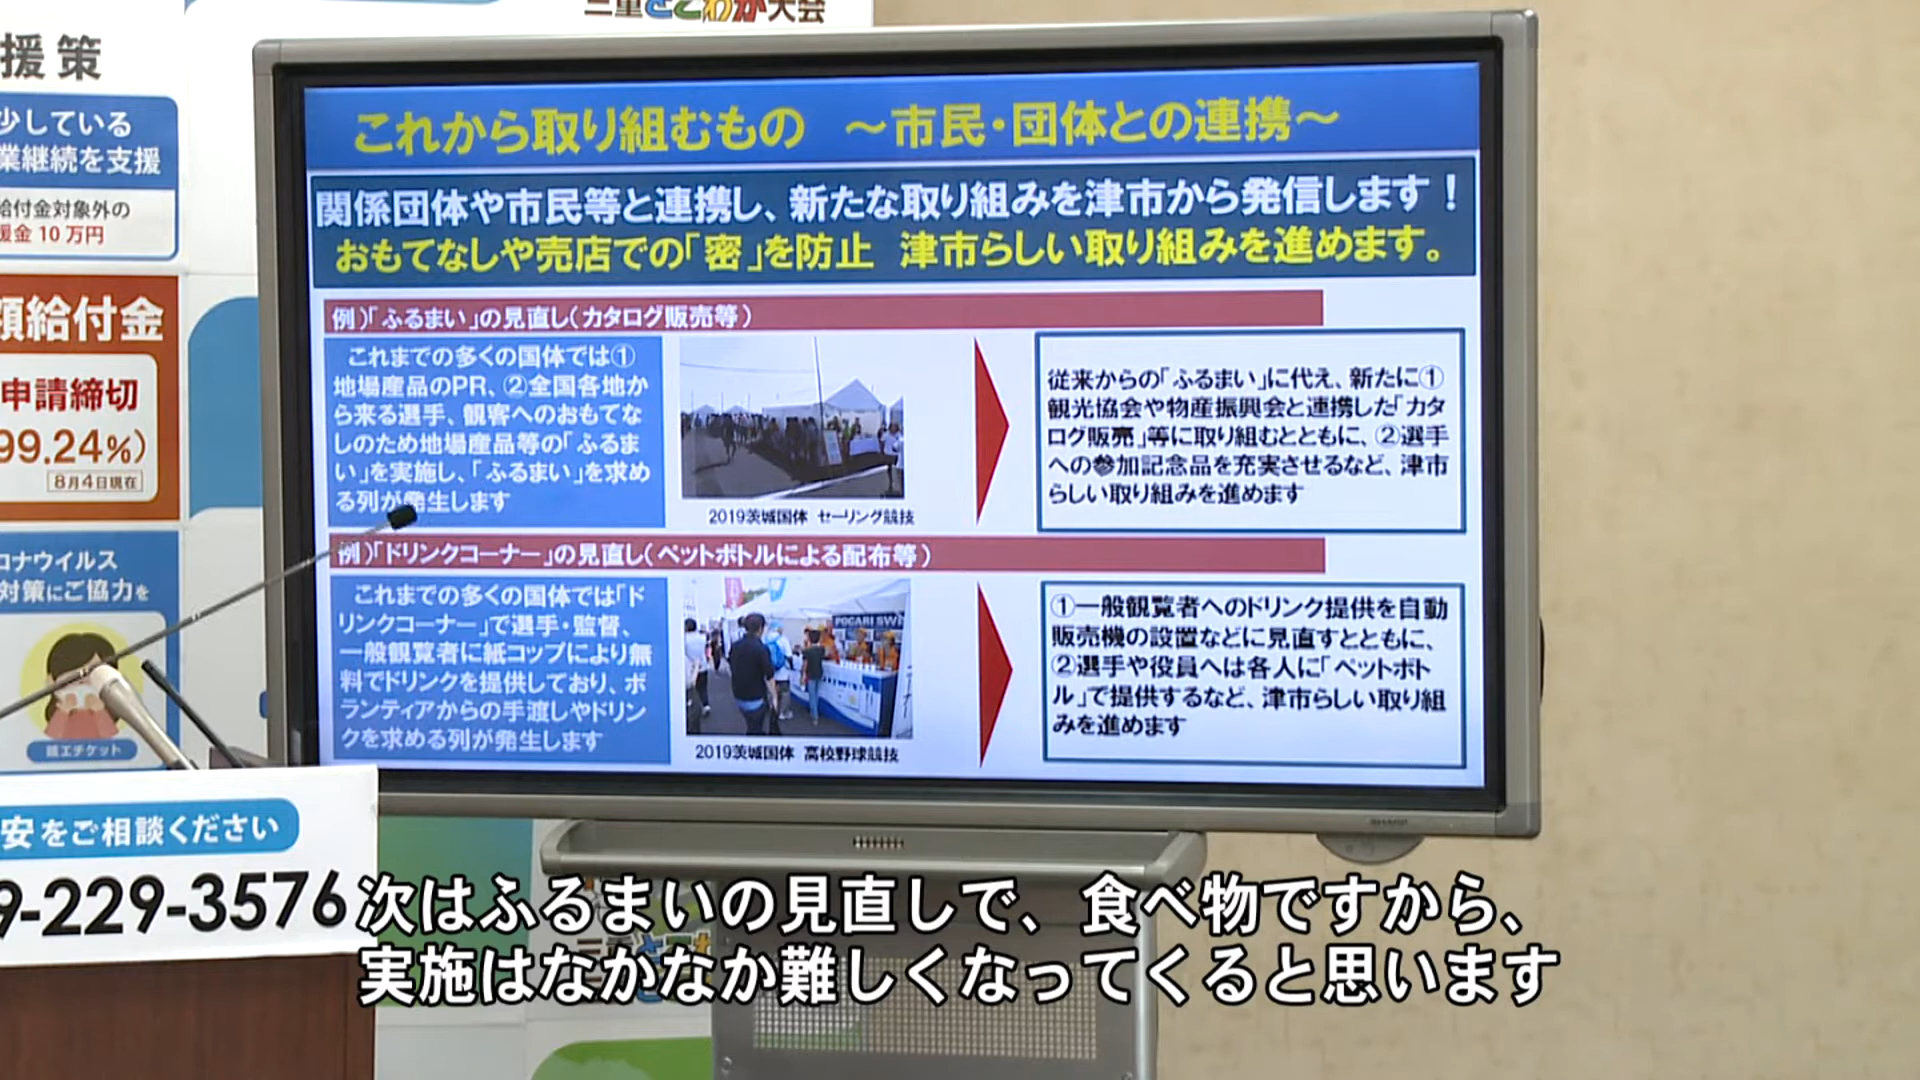 三重とこわか大会
援策
少している
業継続を支援
給付金対象外の
援金10万円
額給付金
申請締切
99.24%)
8月4日現在
コナウイルス
対策にご協力を
咳エチケット
安をご相談ください
9-229-3576
これから取り組むもの ～市民・団体との連携～
関係団体や市民等と連携し、新たな取り組みを津市から発信します！
おもてなしや売店での「密」を防止 津市らしい取り組みを進めます。
例）「ふるまい」の見直し（カタログ販売等）
これまでの多くの国体では①
地場産品のPR、②全国各地か
ら来る選手、観客へのおもてな
しのため地場産品等の「ふるま
い」を実施し、「ふるまい」を求め
る列が発生します
2019茨城国体 セーリング競技
従来からの「ふるまい」に代え、新たに①
観光協会や物産振興会と連携した「カタ
ログ販売」等に取り組むとともに、②選手
への参加記念品を充実させるなど、津市
らしい取り組みを進めます
例）「ドリンクコーナー」の見直し（ペットボトルによる配布等）
これまでの多くの国体では「ド
リンクコーナー」で選手・監督、
一般観覧者に紙コップにより無
料でドリンクを提供しており、ボ
ランティアからの手渡しやドリン
クを求める列が発生します
POCARI SWE
2019茨城国体 高校野球競技
①一般観覧者へのドリンク提供を自動
販売機の設置などに見直すとともに、
②選手や役員へは各人に「ペットボト
ル」で提供するなど、津市らしい取り組
みを進めます
SHARP
次はふるまいの見直しで、食べ物ですから、
実施はなかなか難しくなってくると思います